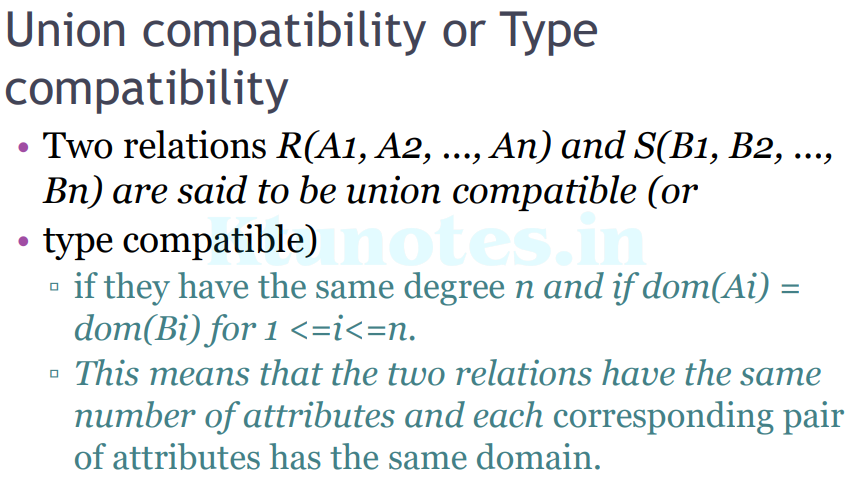 Union compatibility or Type
compatibility
• Two relations R(A1, A2, ..., An) and S(B1, B2, ...,
Bn) are said to be union compatible (or
• type compatible)
Ktunotes.in
▫ if they have the same degree n and if dom(Ai) =
dom(Bi) for 1 <=i<=n.
▫ This means that the two relations have the same
number of attributes and each corresponding pair
of attributes has the same domain.